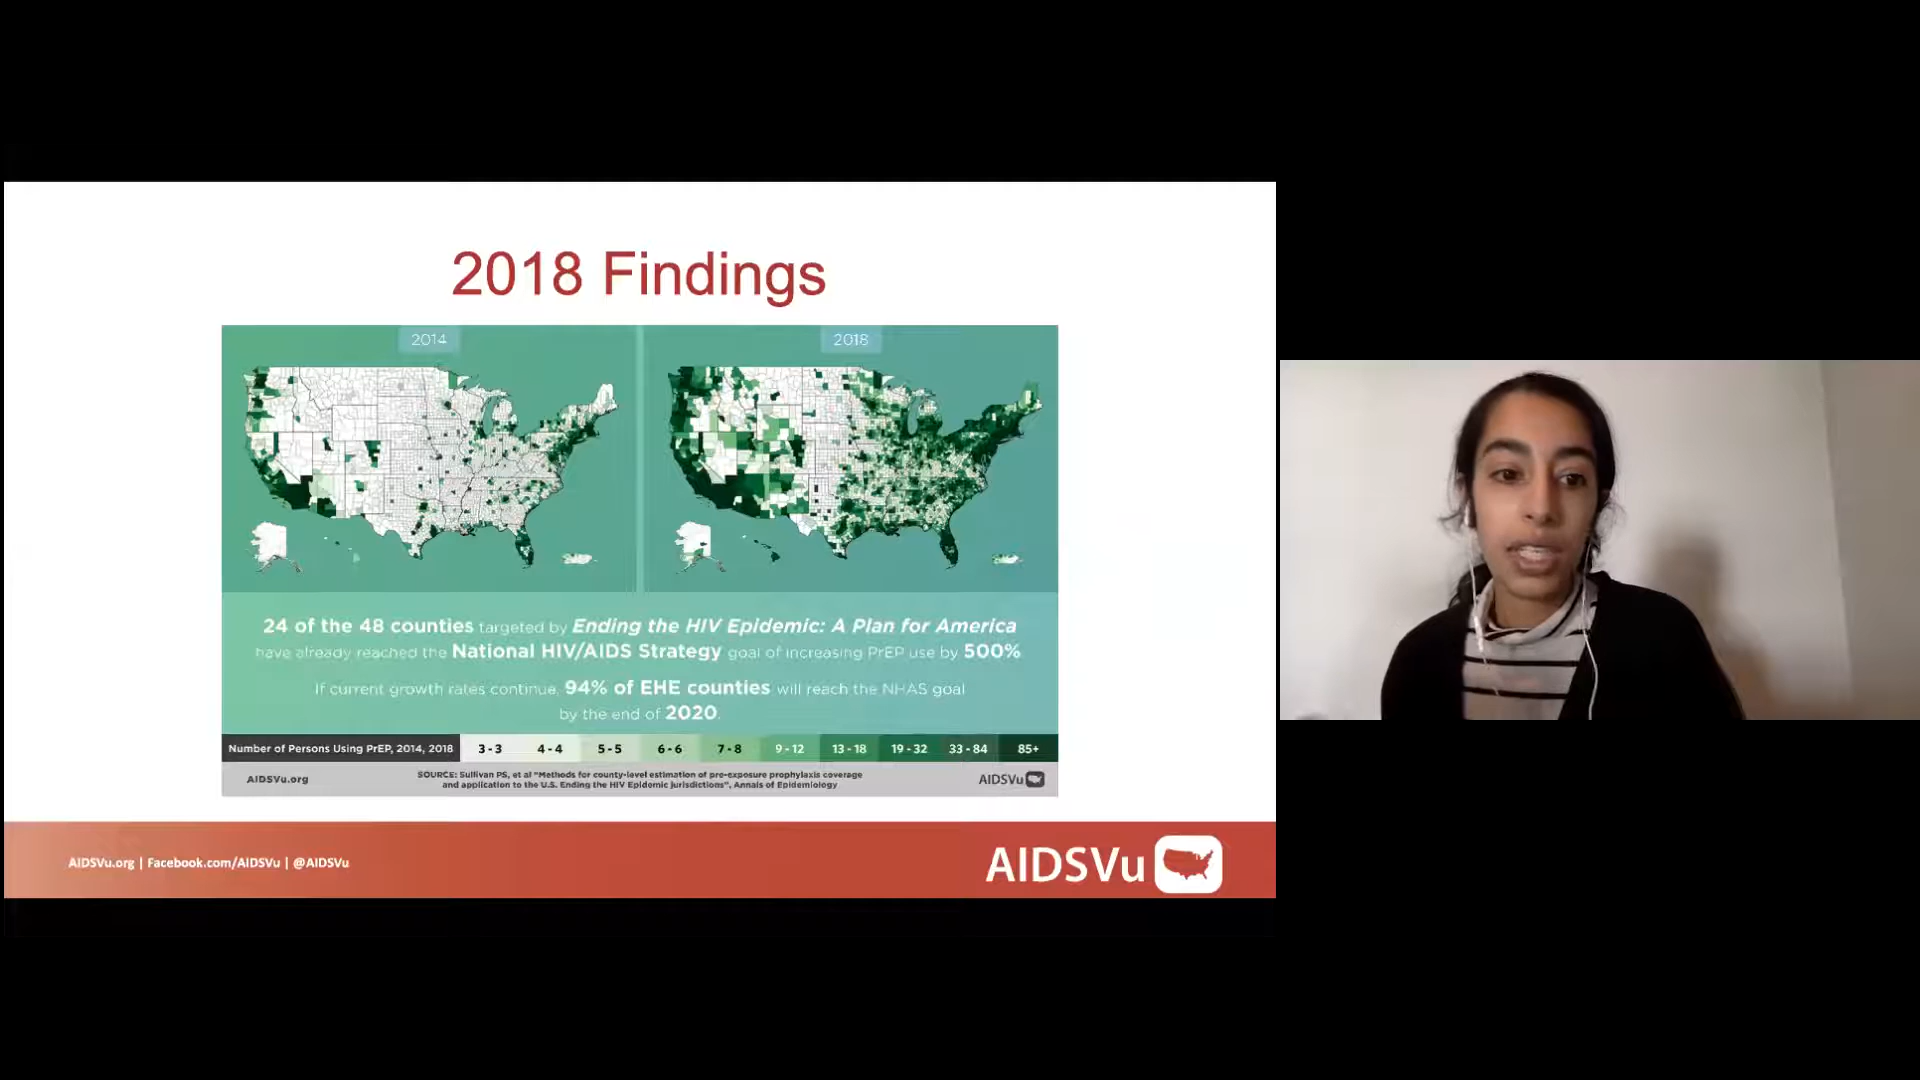 2018 Findings
2014
2018
24 of the 48 counties targeted by Ending the HIV Epidemic: A Plan for America
have already reached the National HIV/AIDS Strategy goal of increasing PrEP use by 500%
If current growth rates continue, 94% of EHE counties will reach the NHAS goal
by the end of 2020.
Number of Persons Using PrEP, 2014, 2018 3-3 4-4 5-5 6-6 7-8 9-12 13-18 19-32 33-84 85+
AIDSVu.org
SOURCE: Sullivan PS, et al "Methods for county-level estimation of pre-exposure prophylaxis coverage
and application to the U.S. Ending the HIV Epidemic jurisdictions", Annals of Epidemiology
AIDSVu
AIDSVu.org | Facebook.com/AIDSVu | @AIDSVu
AIDSVu